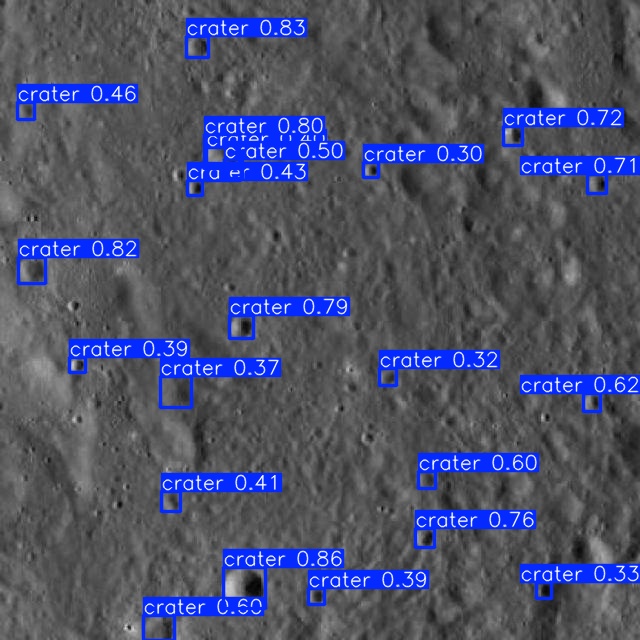 crater 0.83
crater 0.46
crater 0.72
crater 0.80
crater 0.40
crater 0.50
crater 0.30
crater 0.71
crater 0.43
crater 0.82
crater 0.79
crater 0.39
crater 0.32
crater 0.37
crater 0.62
crater 0.60
crater 0.41
crater 0.76
crater 0.86
crater 0.33
crater 0.39
crater 0.60